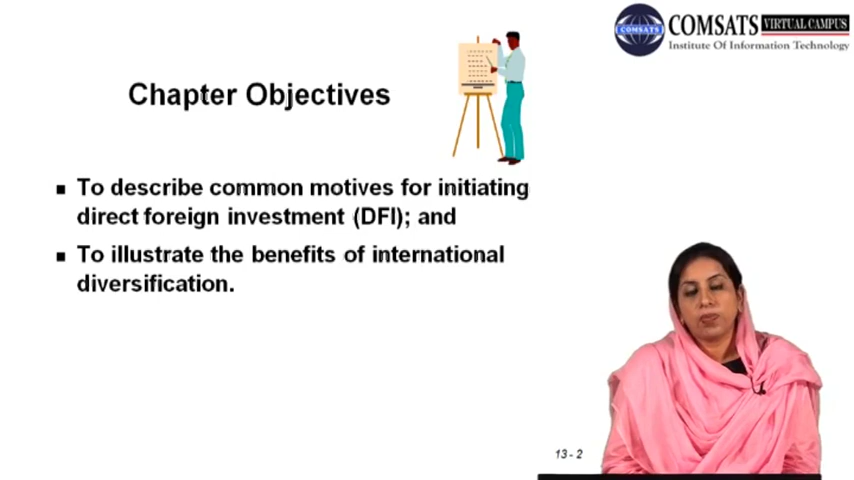 COMSATS VIRTUAL CAMPUS
COMSATS
Institute Of Information Technology
Chapter Objectives
■ To describe common motives for initiating
direct foreign investment (DFI); and
■ To illustrate the benefits of international
diversification.
13 - 2